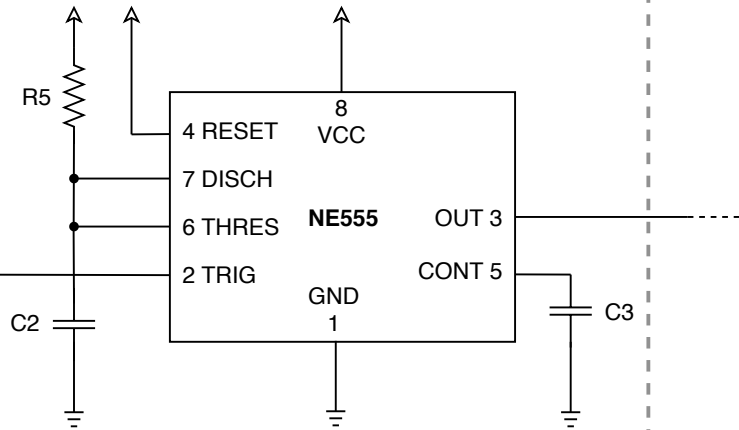 R5
8
VCC
4 RESET
7 DISCH
6 THRES
NE555
OUT 3
2 TRIG
CONT 5
GND
1
C2
C3